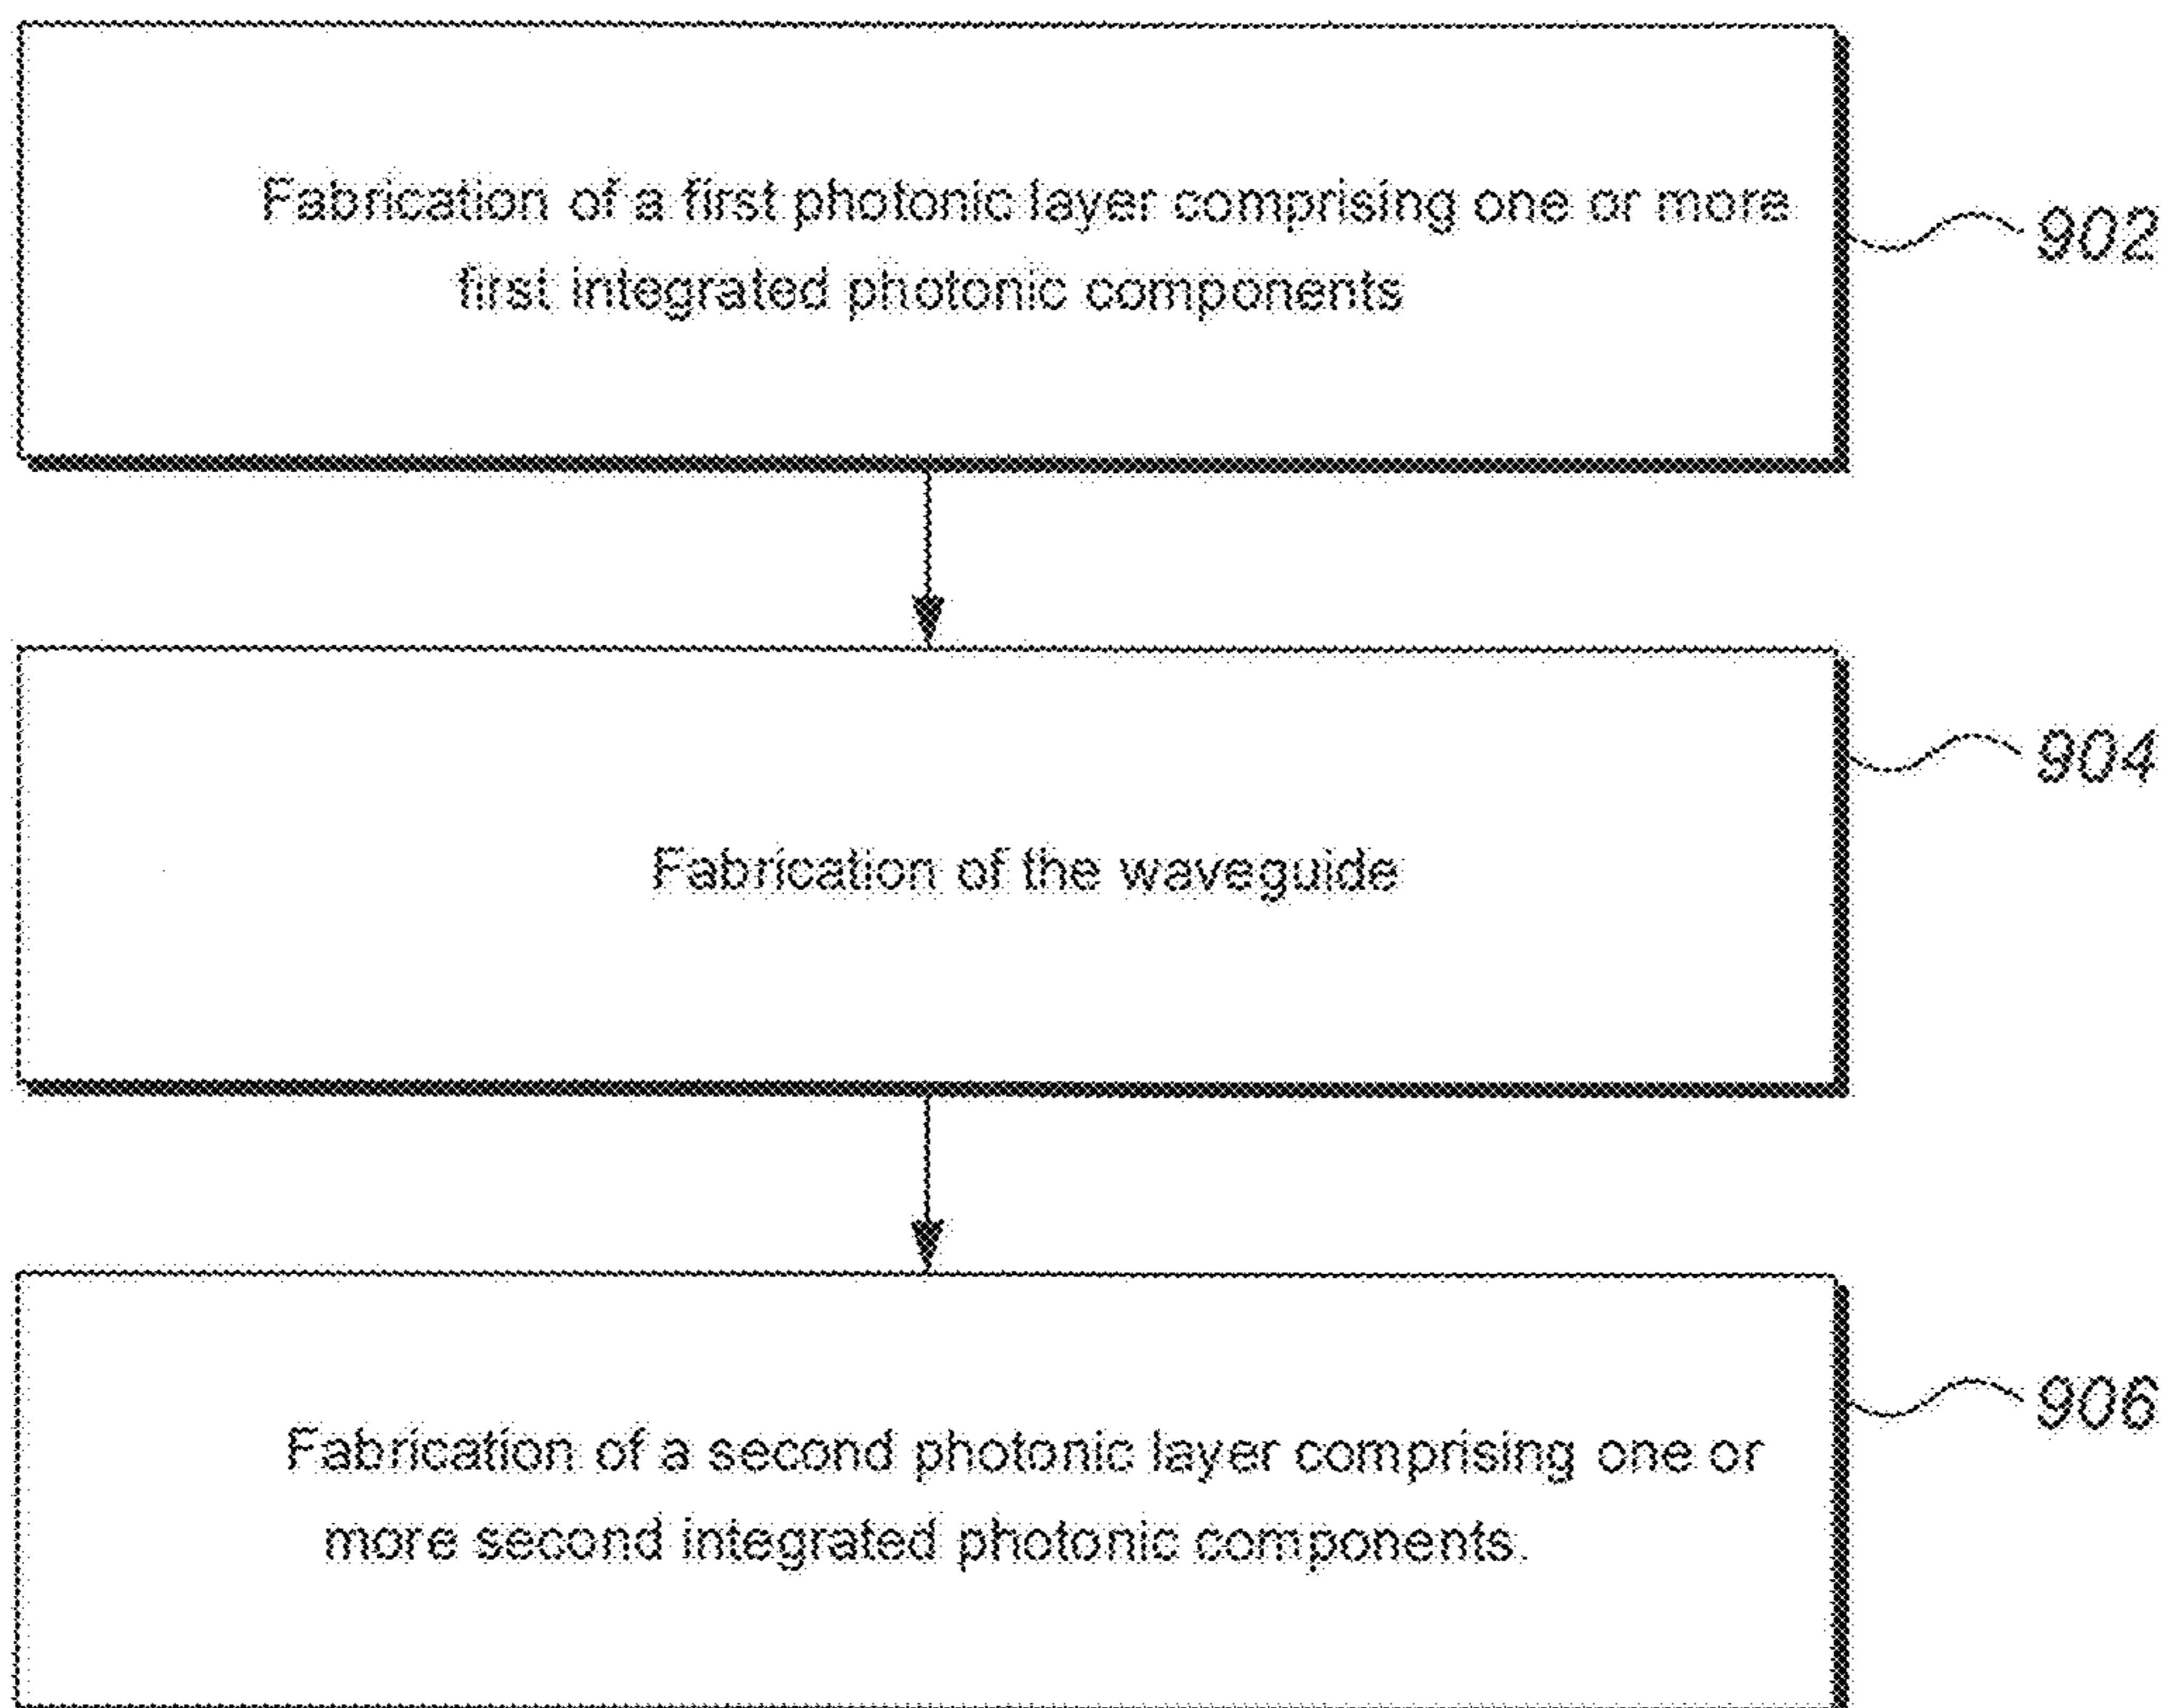 Fabrication of a first photonic layer comprising one or more
first integrated photonic components
902
Fabrication of the waveguide
904
Fabrication of a second photonic layer comprising one or
more second integrated photonic components.
906